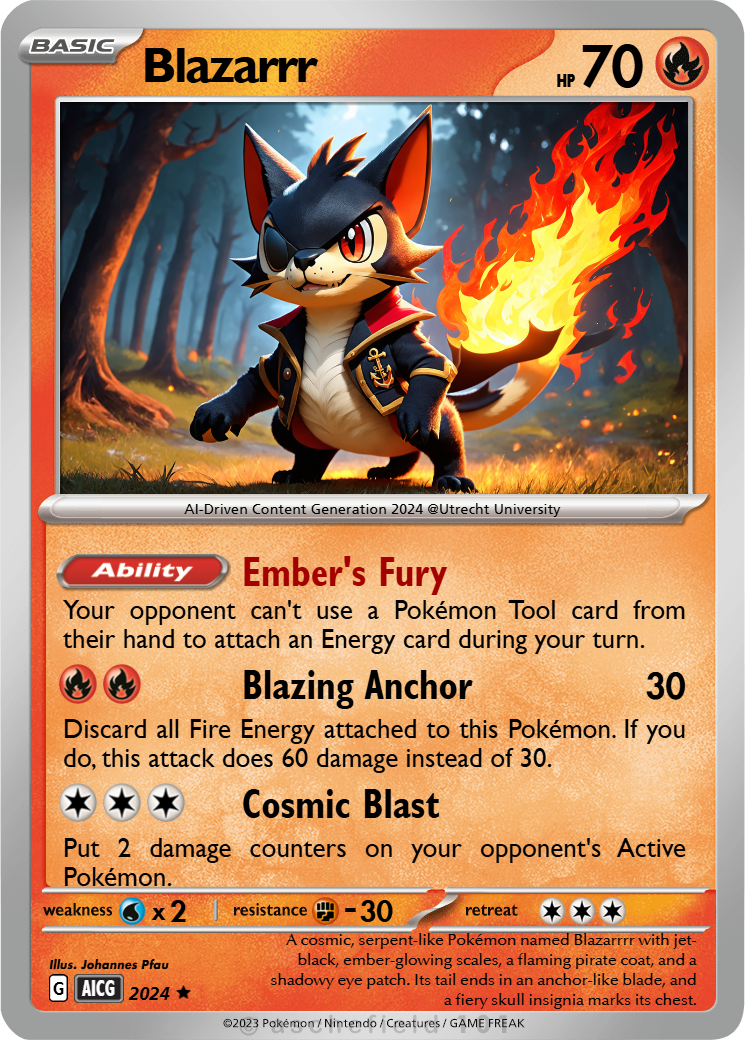 BASIC
Blazarrr
HP 70
AI-Driven Content Generation 2024 @Utrecht University
Ability Ember's Fury
Your opponent can't use a Pokémon Tool card from
their hand to attach an Energy card during your turn.
Blazing Anchor 30
Discard all Fire Energy attached to this Pokémon. If you
do, this attack does 60 damage instead of 30.
Cosmic Blast
Put 2 damage counters on your opponent's Active
Pokémon.
weakness x 2 resistance -30 retreat
A cosmic, serpent-like Pokémon named Blazarrrr with jet-
black, ember-glowing scales, a flaming pirate coat, and a
shadowy eye patch. Its tail ends in an anchor-like blade, and
a fiery skull insignia marks its chest.
Illus. Johannes Pfau
G AICG 2024 ★
©2023 Pokémon / Nintendo / Creatures / GAME FREAK